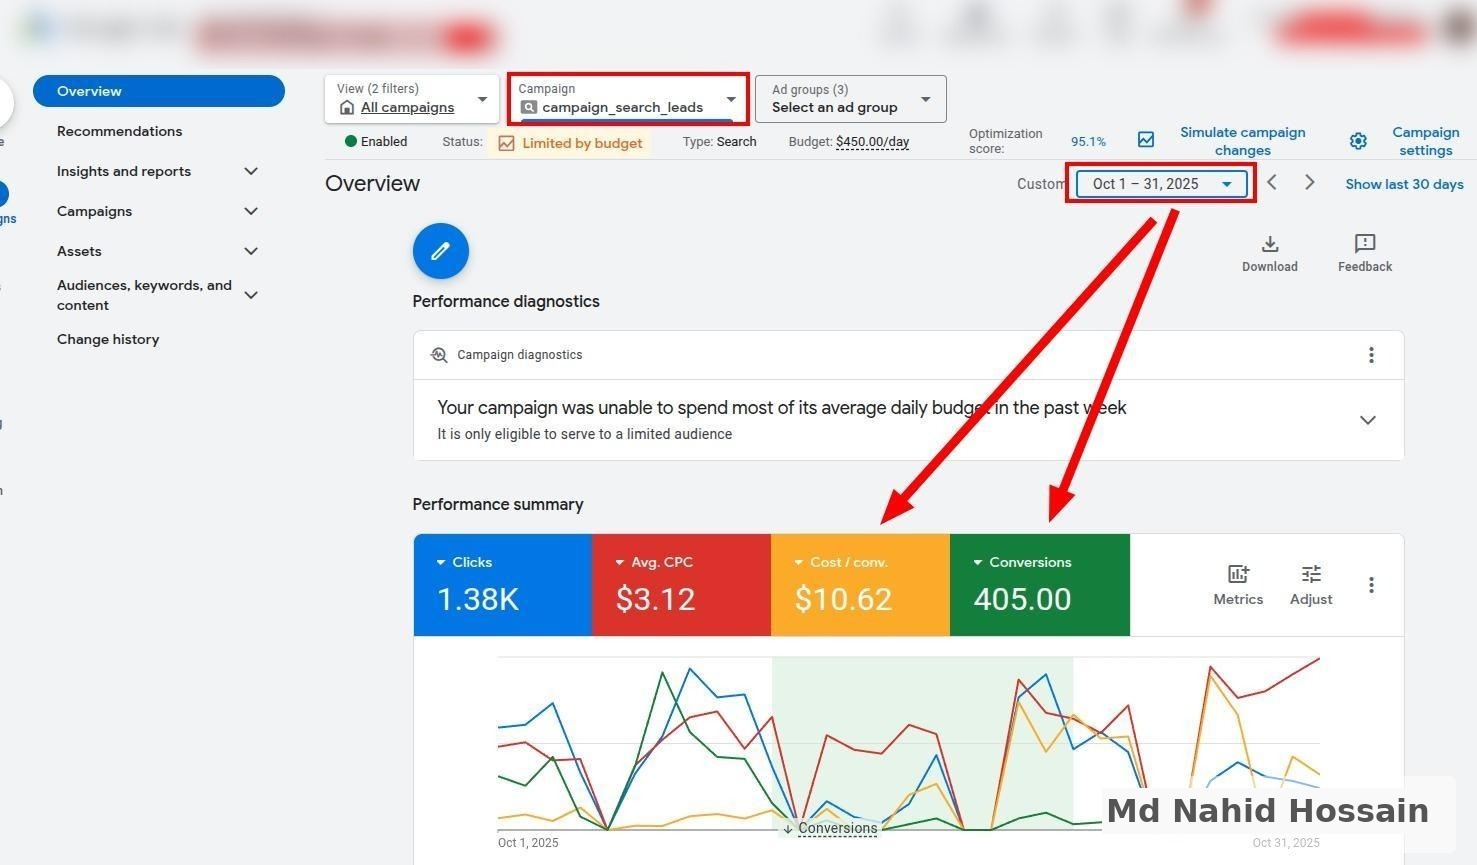 View (2 filters)
All campaigns
Campaign
campaign_search_leads
Ad groups (3)
Select an ad group
Enabled
Status: Limited by budget
Type: Search
Budget: $450.00/day
Optimization score: 95.1%
Simulate campaign changes
Campaign settings
Overview
Recommendations
Insights and reports
Campaigns
Assets
Audiences, keywords, and content
Change history
Overview
Custom
Oct 1 – 31, 2025
Show last 30 days
Download
Feedback
Performance diagnostics
Campaign diagnostics
Your campaign was unable to spend most of its average daily budget in the past week
It is only eligible to serve to a limited audience
Performance summary
Clicks
1.38K
Avg. CPC
$3.12
Cost / conv.
$10.62
Conversions
405.00
Metrics
Adjust
Conversions
Oct 1, 2025
Oct 31, 2025
Md Nahid Hossain